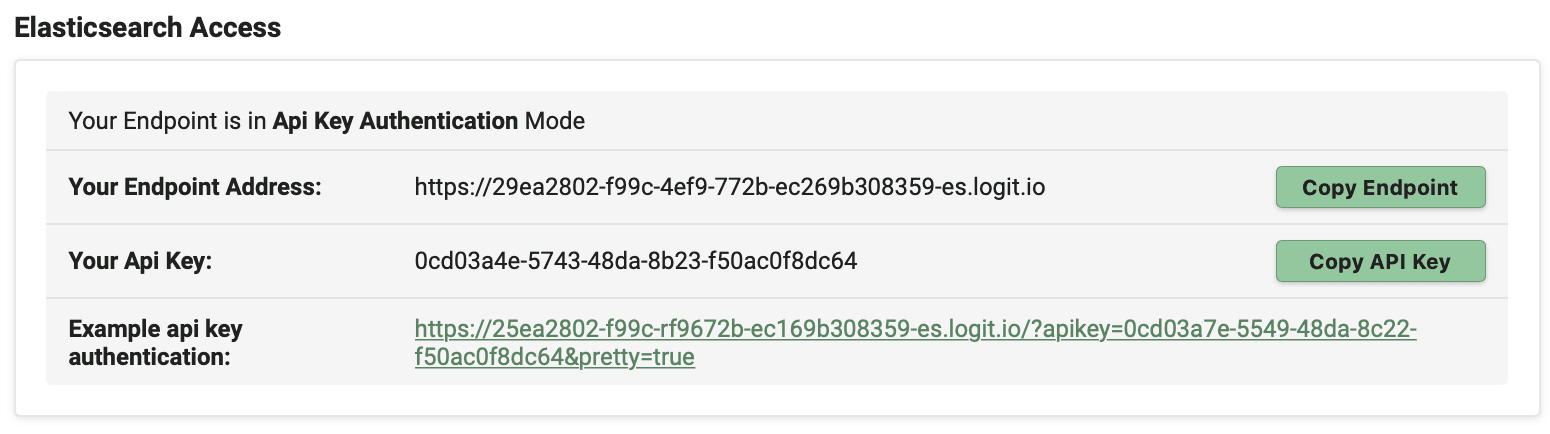 Elasticsearch Access
Your Endpoint is in Api Key Authentication Mode
Your Endpoint Address: https://29ea2802-f99c-4ef9-772b-ec269b308359-es.logit.io Copy Endpoint
Your Api Key: 0cd03a4e-5743-48da-8b23-f50ac0f8dc64 Copy API Key
Example api key authentication:
https://25ea2802-f99c-rf9672b-ec169b308359-es.logit.io/?apikey=0cd03a7e-5549-48da-8c22-
f50ac0f8dc64&pretty=true